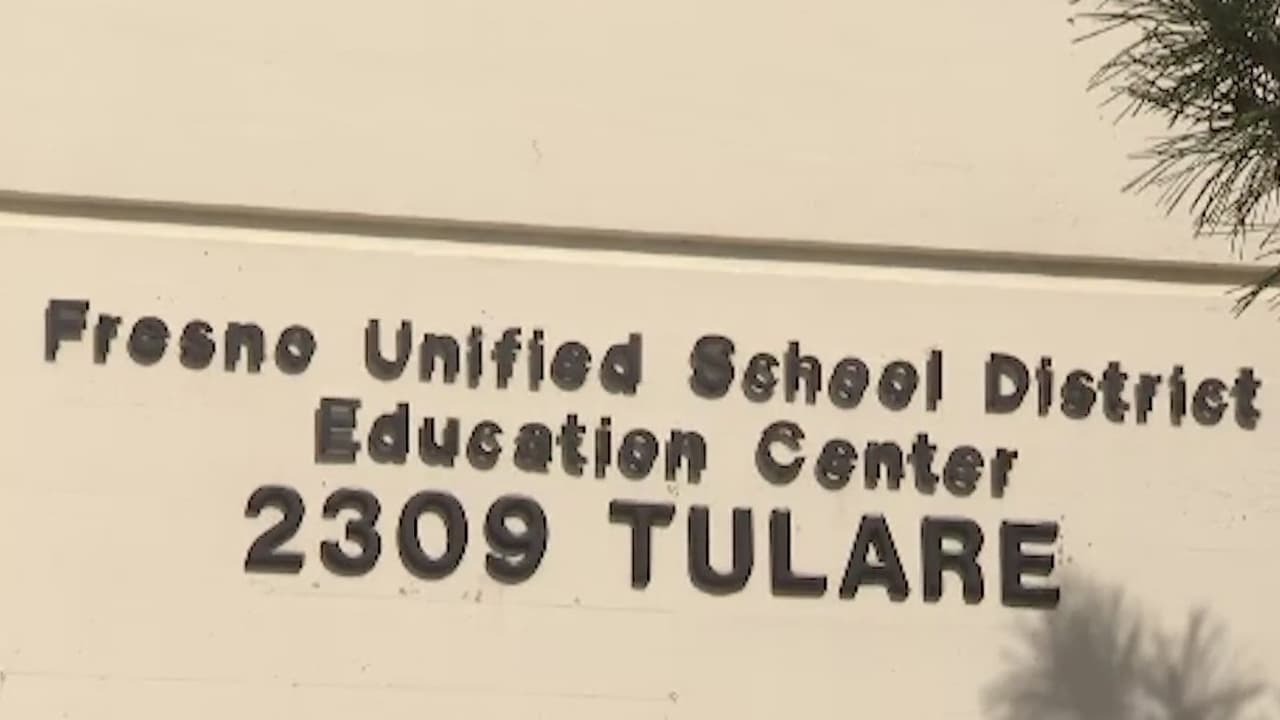 Fresno Unified School District
Education Center
2309 TULARE